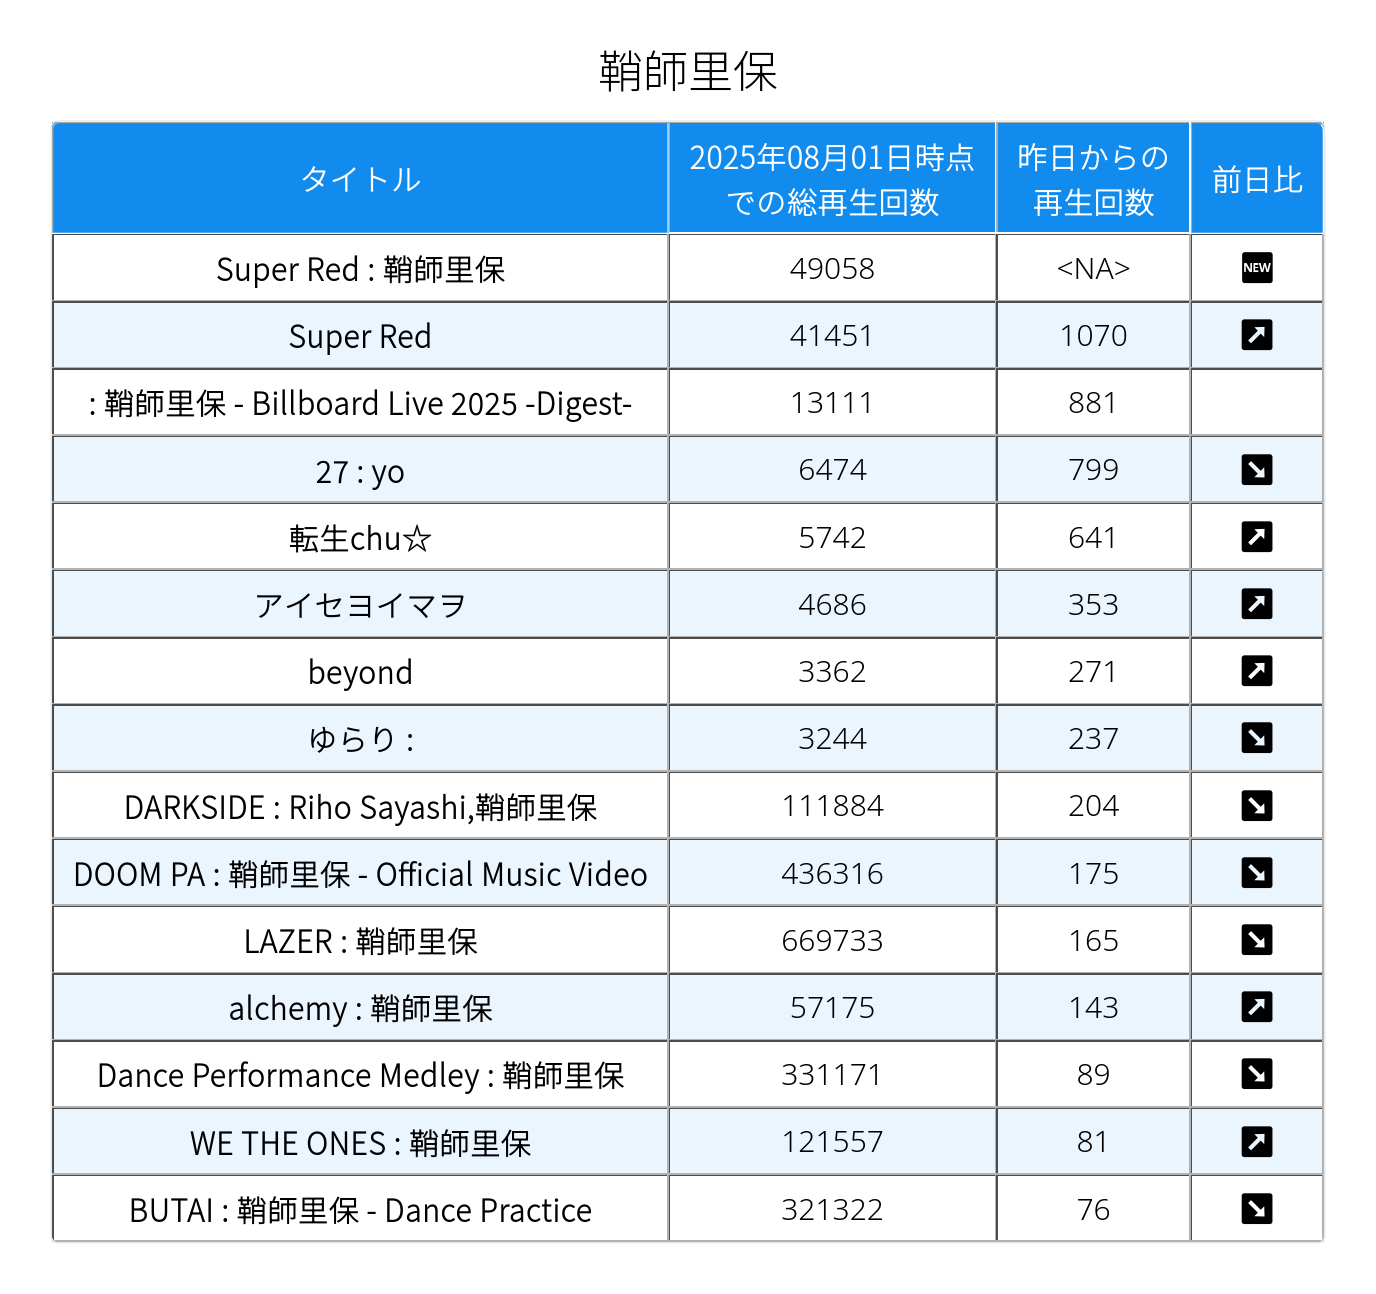 鞘師里保
タイトル 2025年08月01日時点 昨日からの 前日比
での総再生回数 再生回数
Super Red : 鞘師里保 49058 <NA> NEW
Super Red 41451 1070
: 鞘師里保 - Billboard Live 2025 -Digest- 13111 881
27 : yo 6474 799
転生chu☆ 5742 641
アイセヨイマヲ 4686 353
beyond 3362 271
ゆらり : 3244 237
DARKSIDE : Riho Sayashi,鞘師里保 111884 204
DOOM PA : 鞘師里保 - Official Music Video 436316 175
LAZER : 鞘師里保 669733 165
alchemy : 鞘師里保 57175 143
Dance Performance Medley : 鞘師里保 331171 89
WE THE ONES : 鞘師里保 121557 81
BUTAI : 鞘師里保 - Dance Practice 321322 76